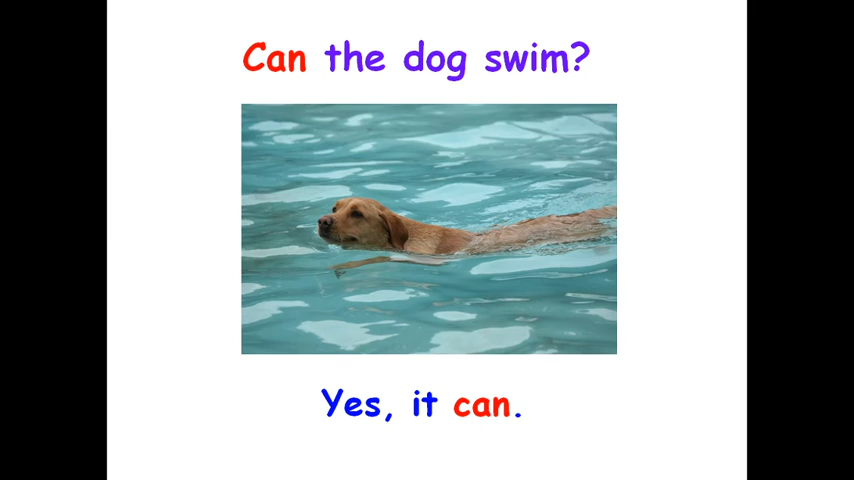 Can the dog swim?
Yes, it can.